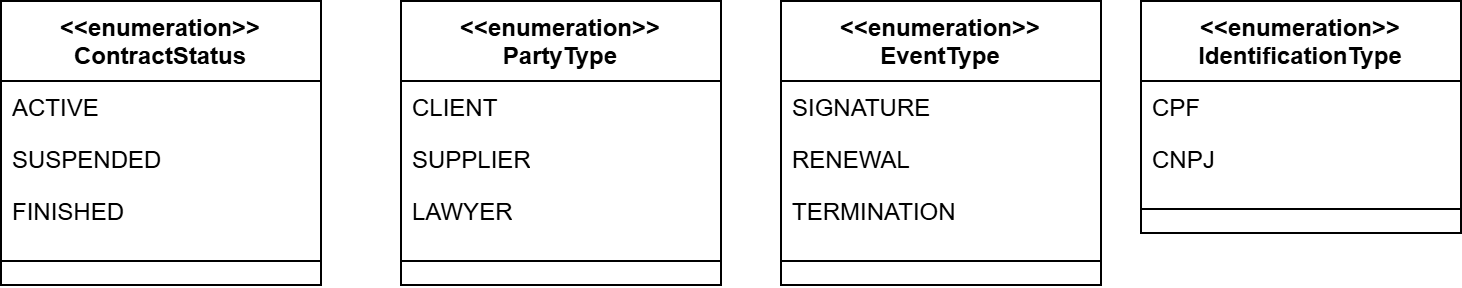 <<enumeration>>
ContractStatus
ACTIVE
SUSPENDED
FINISHED
<<enumeration>>
PartyType
CLIENT
SUPPLIER
LAWYER
<<enumeration>>
EventType
SIGNATURE
RENEWAL
TERMINATION
<<enumeration>>
IdentificationType
CPF
CNPJ